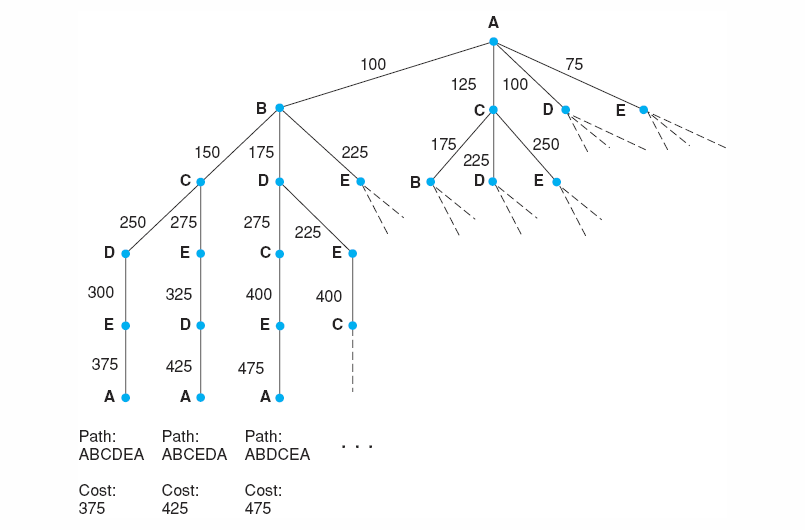 A
100
125
100
75
B
C
D
E
150
175
225
175
225
250
C
D
E
B
D
E
250
275
275
225
D
E
C
E
300
325
400
400
E
D
E
C
375
425
475
A
A
A
Path: Path: Path:
ABCDEA ABCEDA ABDCEA
. . .
Cost: Cost: Cost:
375 425 475